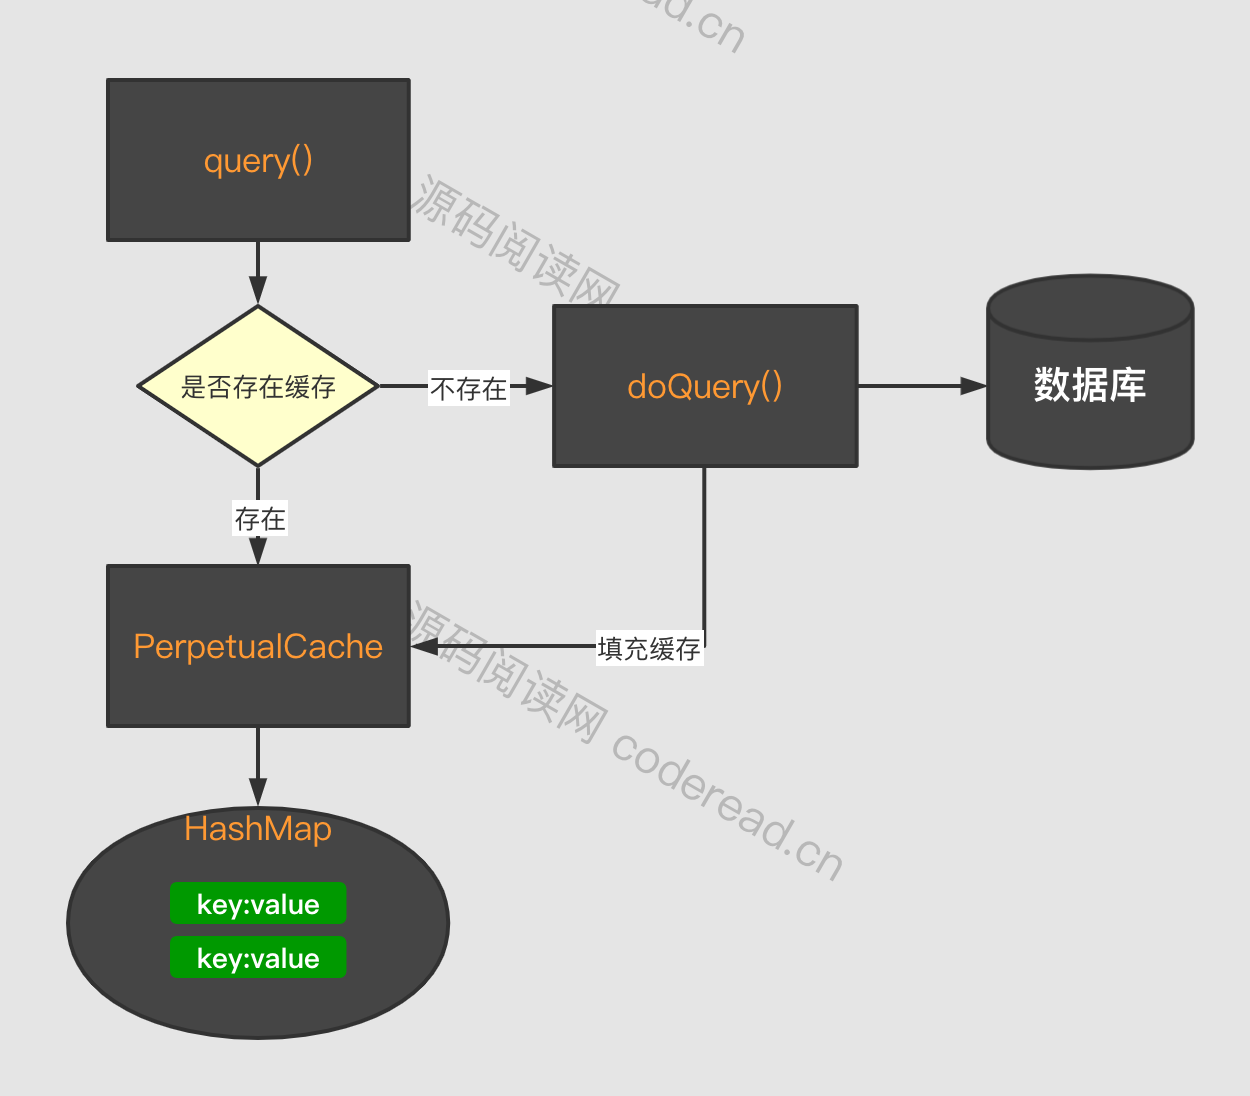 ad.cn
query()
源码阅读网
是否存在缓存
不存在
doQuery()
数据库
存在
PerpetualCache
填充缓存
源码阅读网 coderead.cn
HashMap
key:value
key:value